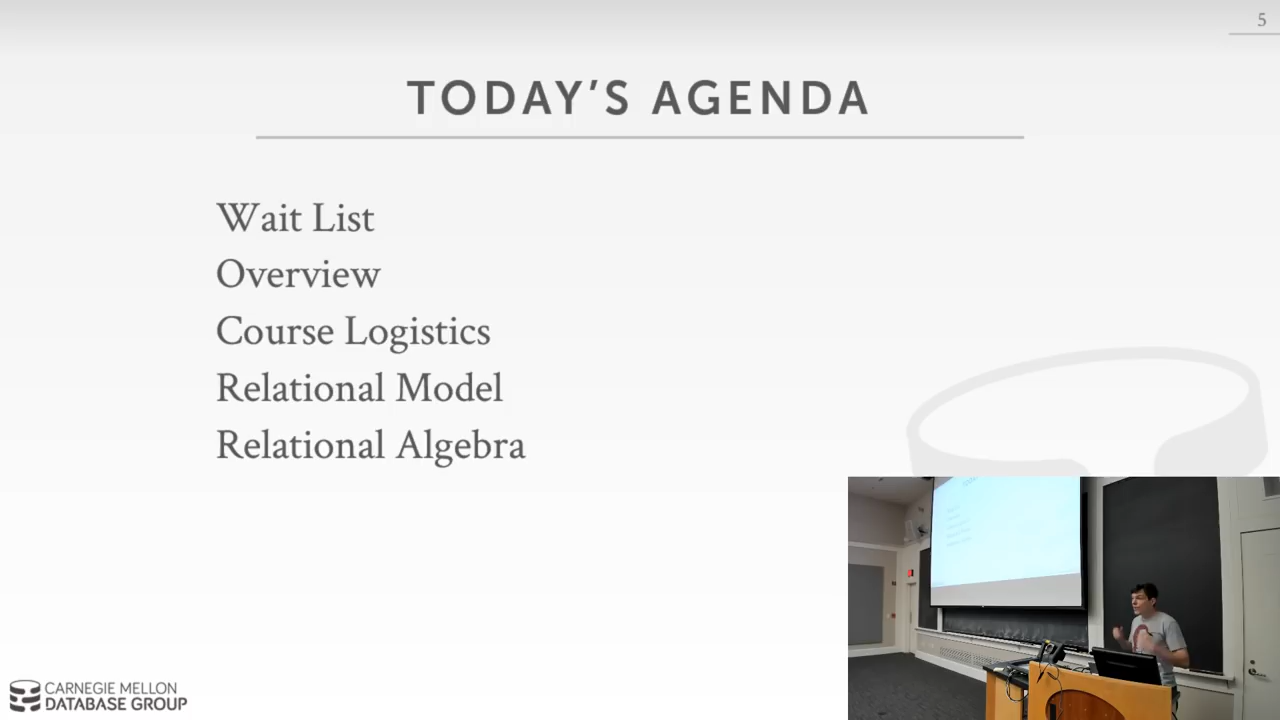 5
TODAY'S AGENDA
Wait List
Overview
Course Logistics
Relational Model
Relational Algebra
CARNEGIE MELLON
DATABASE GROUP